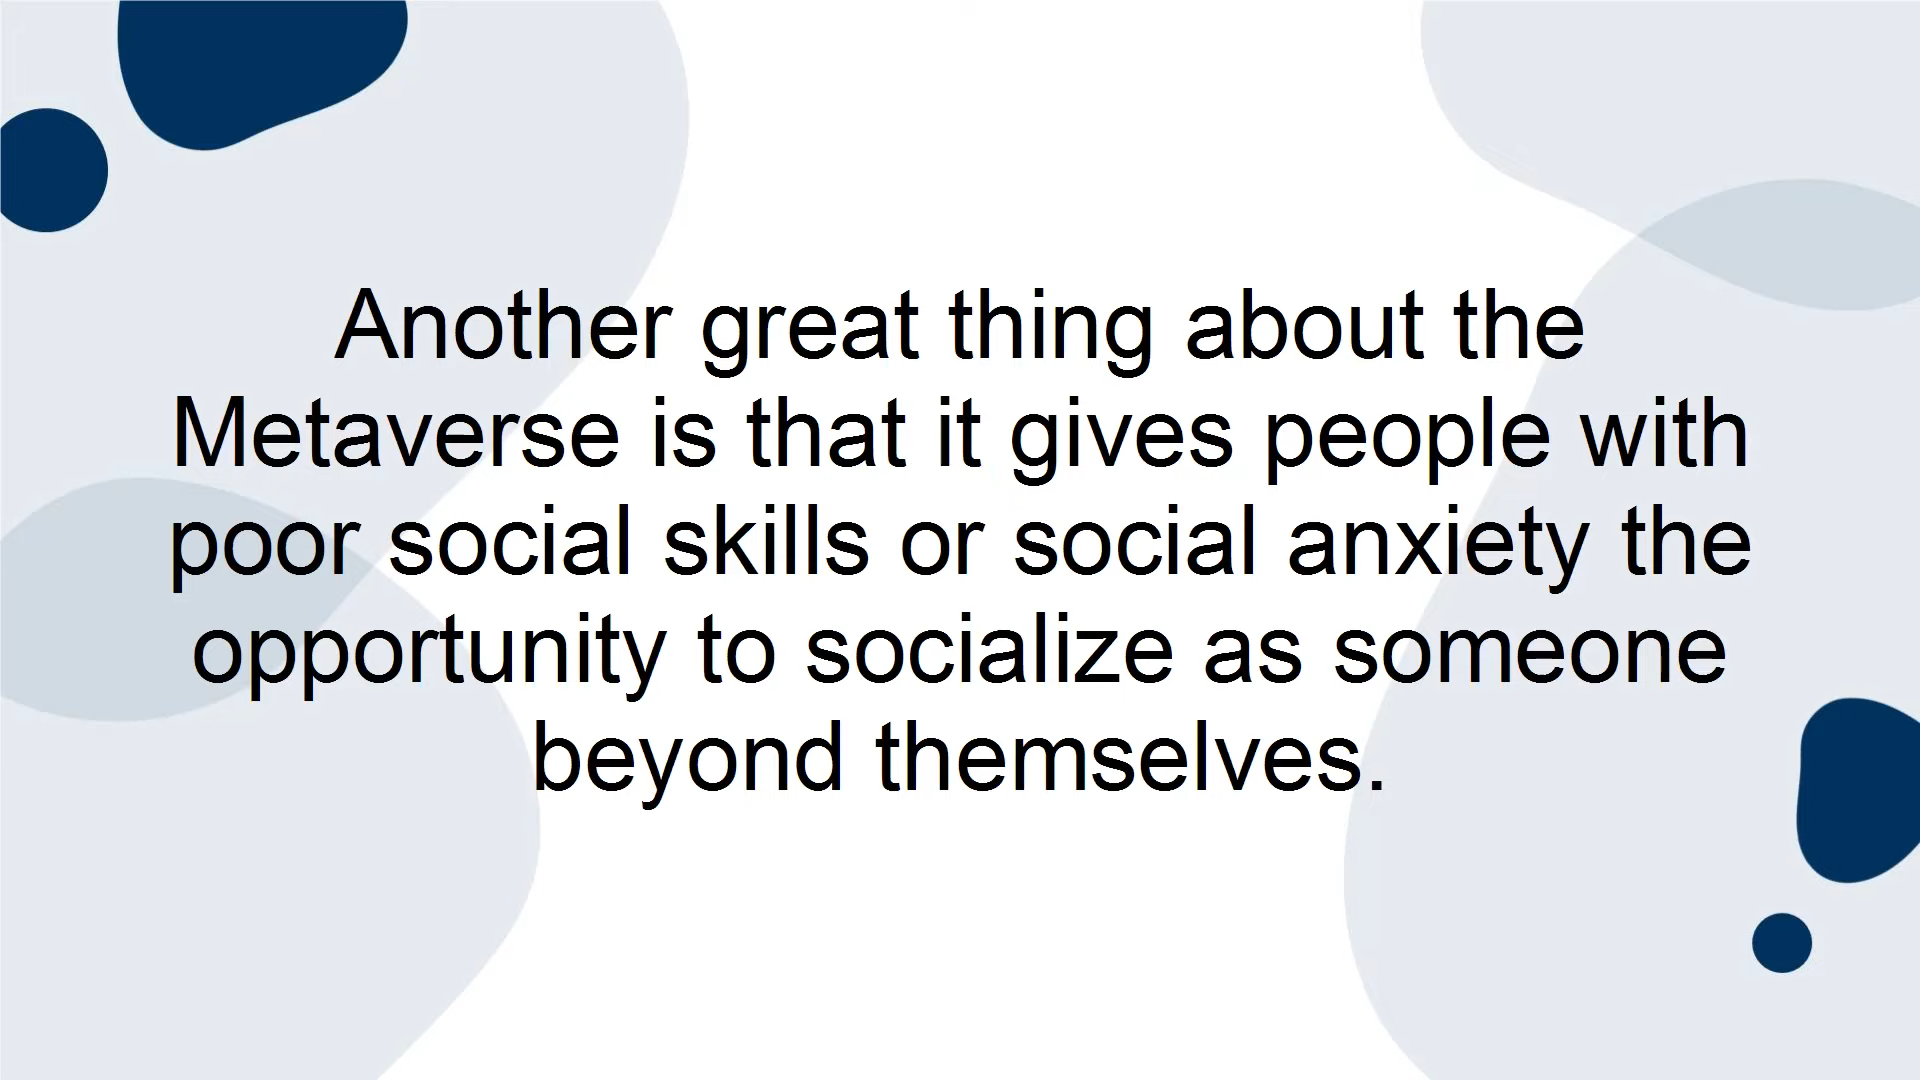 Another great thing about the
Metaverse is that it gives people with
poor social skills or social anxiety the
opportunity to socialize as someone
beyond themselves.